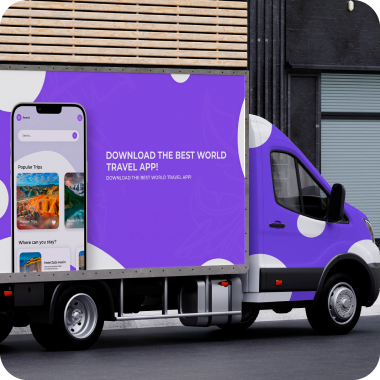 Search...
Popular Trips
DOWNLOAD THE BEST WORLD
TRAVEL APP!
DOWNLOAD THE BEST WORLD TRAVEL APP!
Where can you stay?